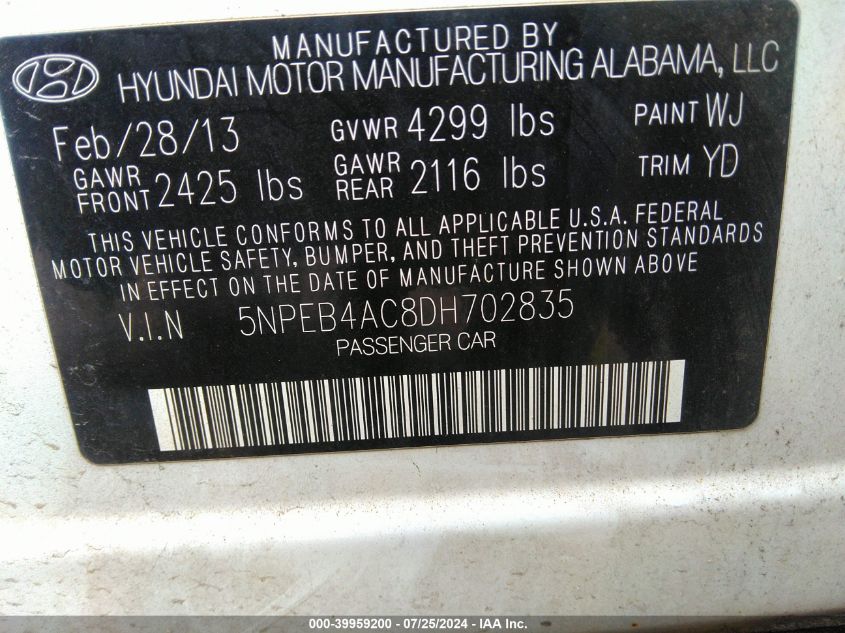 MANUFACTURED BY
HYUNDAI MOTOR MANUFACTURING ALABAMA, LLC
Feb/28/13 GVWR 4299 lbs PAINT WJ
GAWR FRONT 2425 lbs GAWR REAR 2116 lbs TRIM YD
THIS VEHICLE CONFORMS TO ALL APPLICABLE U.S.A. FEDERAL
MOTOR VEHICLE SAFETY, BUMPER, AND THEFT PREVENTION STANDARDS
IN EFFECT ON THE DATE OF MANUFACTURE SHOWN ABOVE
V.I.N 5NPEB4AC8DH702835
PASSENGER CAR
000-39959200 - 07/25/2024 - IAA Inc.